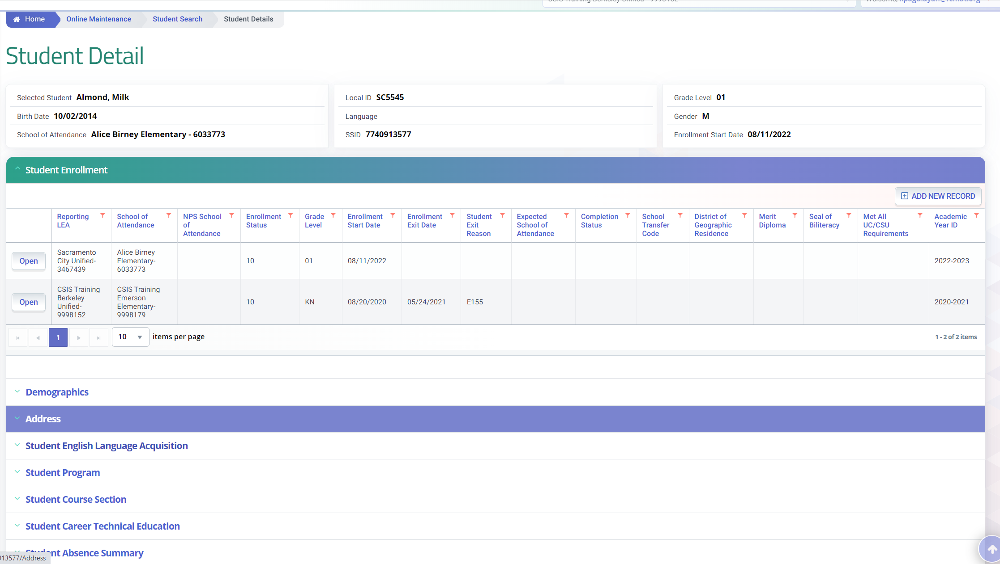 Home Online Maintenance Student Search Student Details
Student Detail
Selected Student Almond, Milk
Birth Date 10/02/2014
School of Attendance Alice Birney Elementary - 6033773
Local ID SC5545
Language
SSID 7740913577
Grade Level 01
Gender M
Enrollment Start Date 08/11/2022
Student Enrollment
ADD NEW RECORD
Reporting LEA
School of Attendance
NPS School of Attendance
Enrollment Status
Grade Level
Enrollment Start Date
Enrollment Exit Date
Student Exit Reason
Expected School of Attendance
Completion Status
School Transfer Code
District of Geographic Residence
Merit Diploma
Seal of Biliteracy
Met All UC/CSU Requirements
Academic Year ID
Open
Sacramento City Unified-3467439
Alice Birney Elementary-6033773
10
01
08/11/2022
2022-2023
Open
CSIS Training Berkeley Unified-9998152
CSIS Training Emerson Elementary-9998179
10
KN
08/20/2020
05/24/2021
E155
2020-2021
1
10 items per page
1 - 2 of 2 items
Demographics
Address
Student English Language Acquisition
Student Program
Student Course Section
Student Career Technical Education
Absence Summary
913577/Address